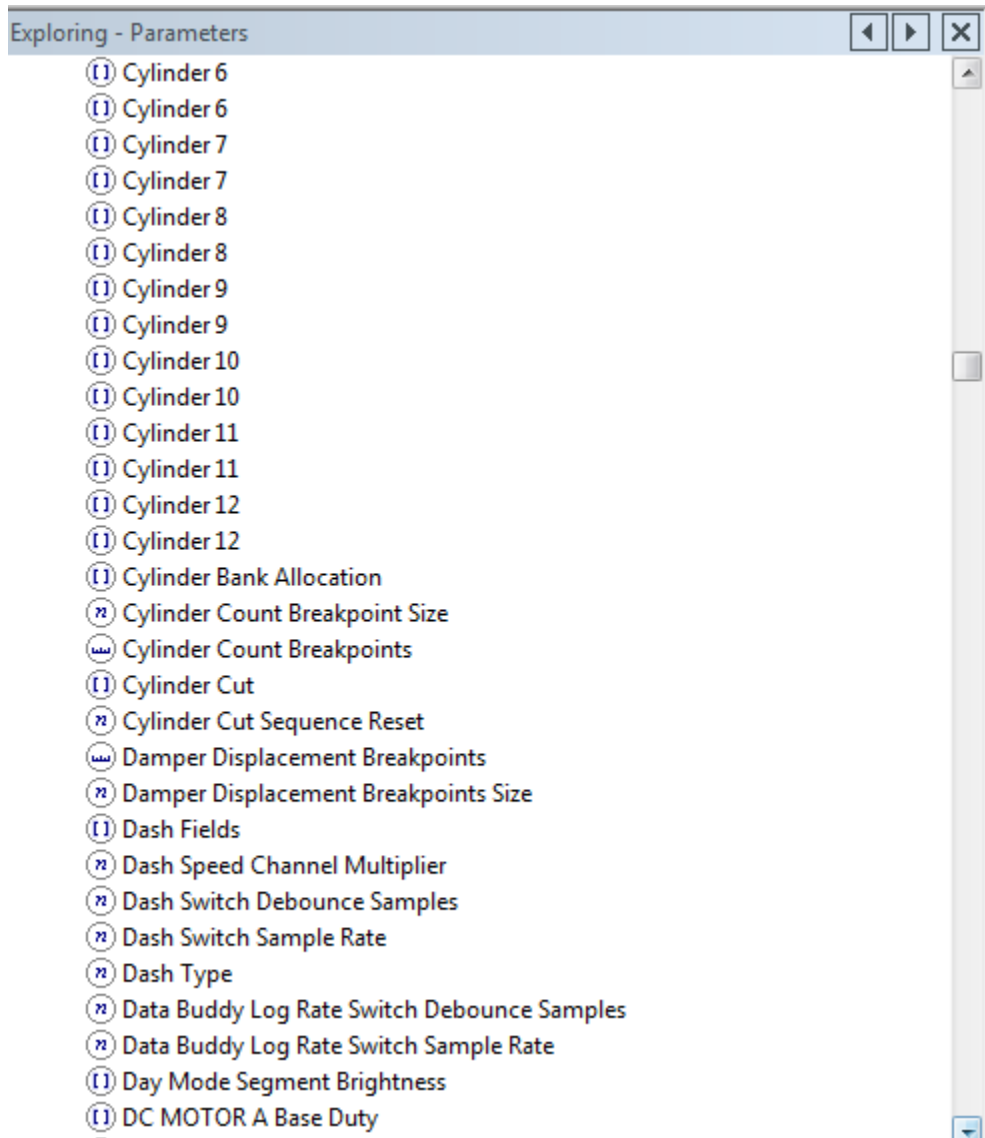 Exploring - Parameters
Cylinder 6
Cylinder 6
Cylinder 7
Cylinder 7
Cylinder 8
Cylinder 8
Cylinder 9
Cylinder 9
Cylinder 10
Cylinder 10
Cylinder 11
Cylinder 11
Cylinder 12
Cylinder 12
Cylinder Bank Allocation
n Cylinder Count Breakpoint Size
Cylinder Count Breakpoints
Cylinder Cut
n Cylinder Cut Sequence Reset
Damper Displacement Breakpoints
n Damper Displacement Breakpoints Size
Dash Fields
n Dash Speed Channel Multiplier
n Dash Switch Debounce Samples
n Dash Switch Sample Rate
n Dash Type
n Data Buddy Log Rate Switch Debounce Samples
n Data Buddy Log Rate Switch Sample Rate
Day Mode Segment Brightness
DC MOTOR A Base Duty